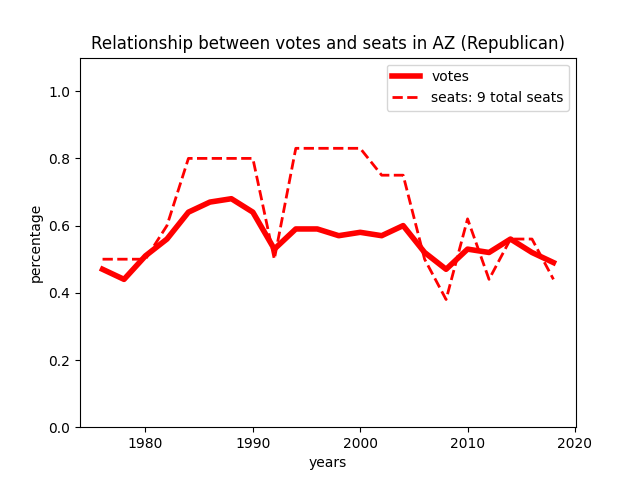 Relationship between votes and seats in AZ (Republican)
votes
seats: 9 total seats
percentage
1.0
0.8
0.6
0.4
0.2
0.0
1980 1990 2000 2010 2020
years